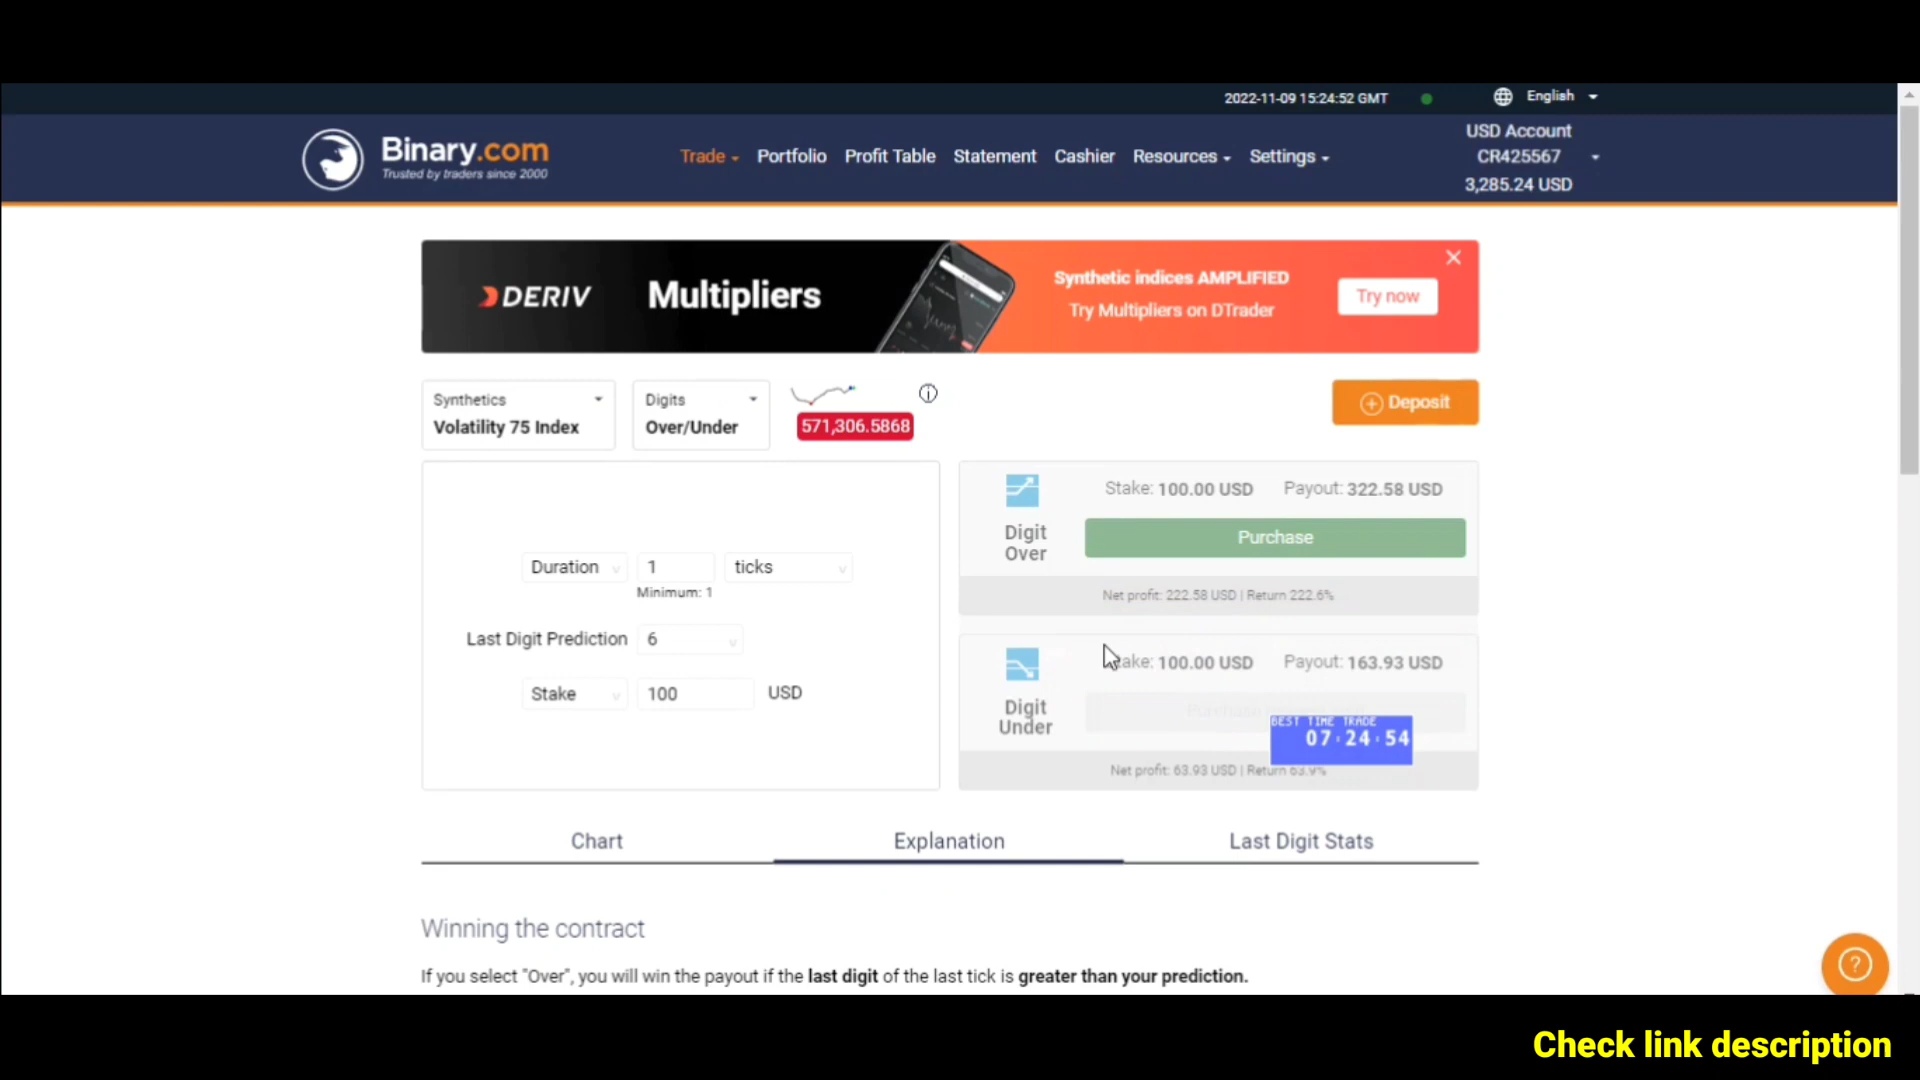 2022-11-09 15:24:52 GMT
English
Binary.com
Trusted by traders since 2000
Trade
Portfolio
Profit Table
Statement
Cashier
Resources
Settings
USD Account
CR425567
3,285.24 USD
DERIV
Multipliers
Synthetic indices AMPLIFIED
Try Multipliers on DTrader
Try now
Synthetics
Volatility 75 Index
Digits
Over/Under
571,306.5868
Deposit
Duration
1
ticks
Minimum: 1
Last Digit Prediction
6
Stake
100
USD
Digit
Over
Stake: 100.00 USD
Payout: 322.58 USD
Purchase
Net profit: 222.58 USD | Return 222.6%
Digit
Under
take: 100.00 USD
Payout: 163.93 USD
BEST TIME TRADE
07:24:54
Net profit: 63.93 USD | Return 63.9%
Chart
Explanation
Last Digit Stats
Winning the contract
If you select "Over", you will win the payout if the last digit of the last tick is greater than your prediction.
Check link description